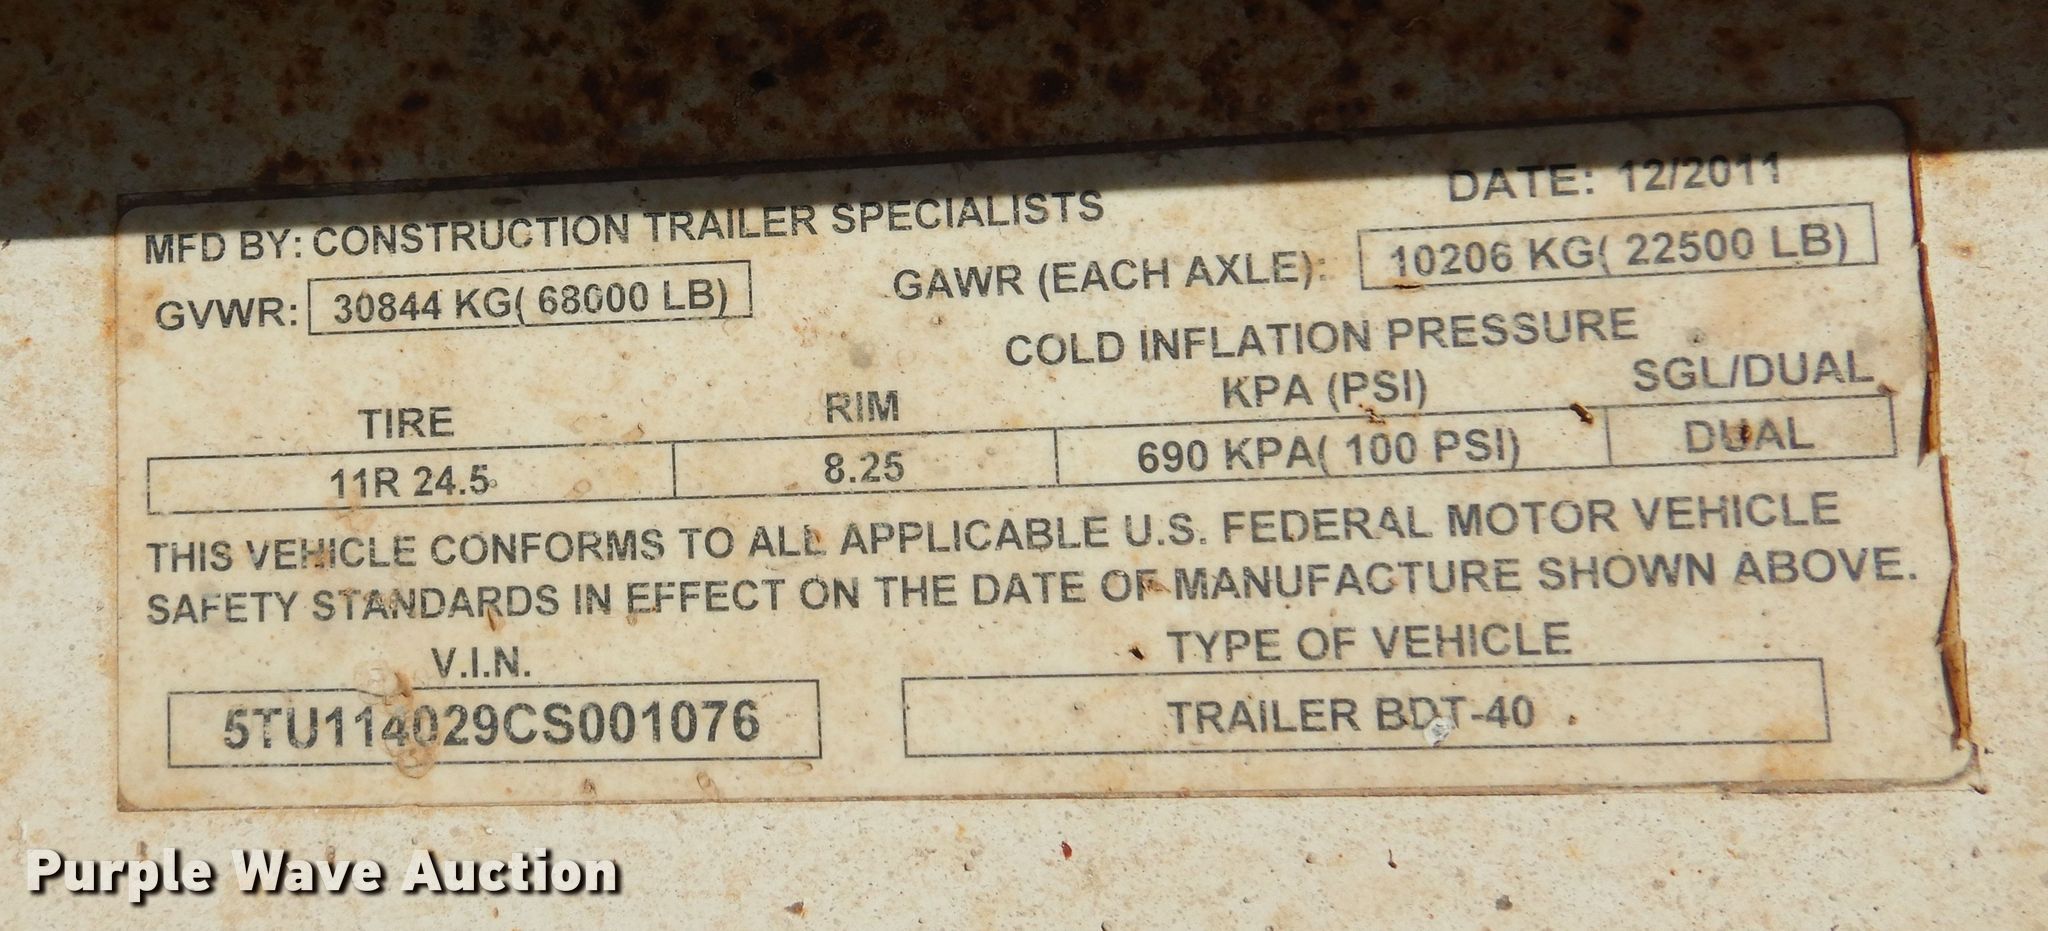 DATE: 12/2011
MFD BY: CONSTRUCTION TRAILER SPECIALISTS
GVWR: 30844 KG( 68000 LB) GAWR (EACH AXLE): 10206 KG( 22500 LB)
COLD INFLATION PRESSURE
TIRE RIM KPA (PSI) SGL/DUAL
11R 24.5 8.25 690 KPA( 100 PSI) DUAL
THIS VEHICLE CONFORMS TO ALL APPLICABLE U.S. FEDERAL MOTOR VEHICLE
SAFETY STANDARDS IN EFFECT ON THE DATE OF MANUFACTURE SHOWN ABOVE.
V.I.N. TYPE OF VEHICLE
5TU114029CS001076 TRAILER BDT-40
Purple Wave Auction